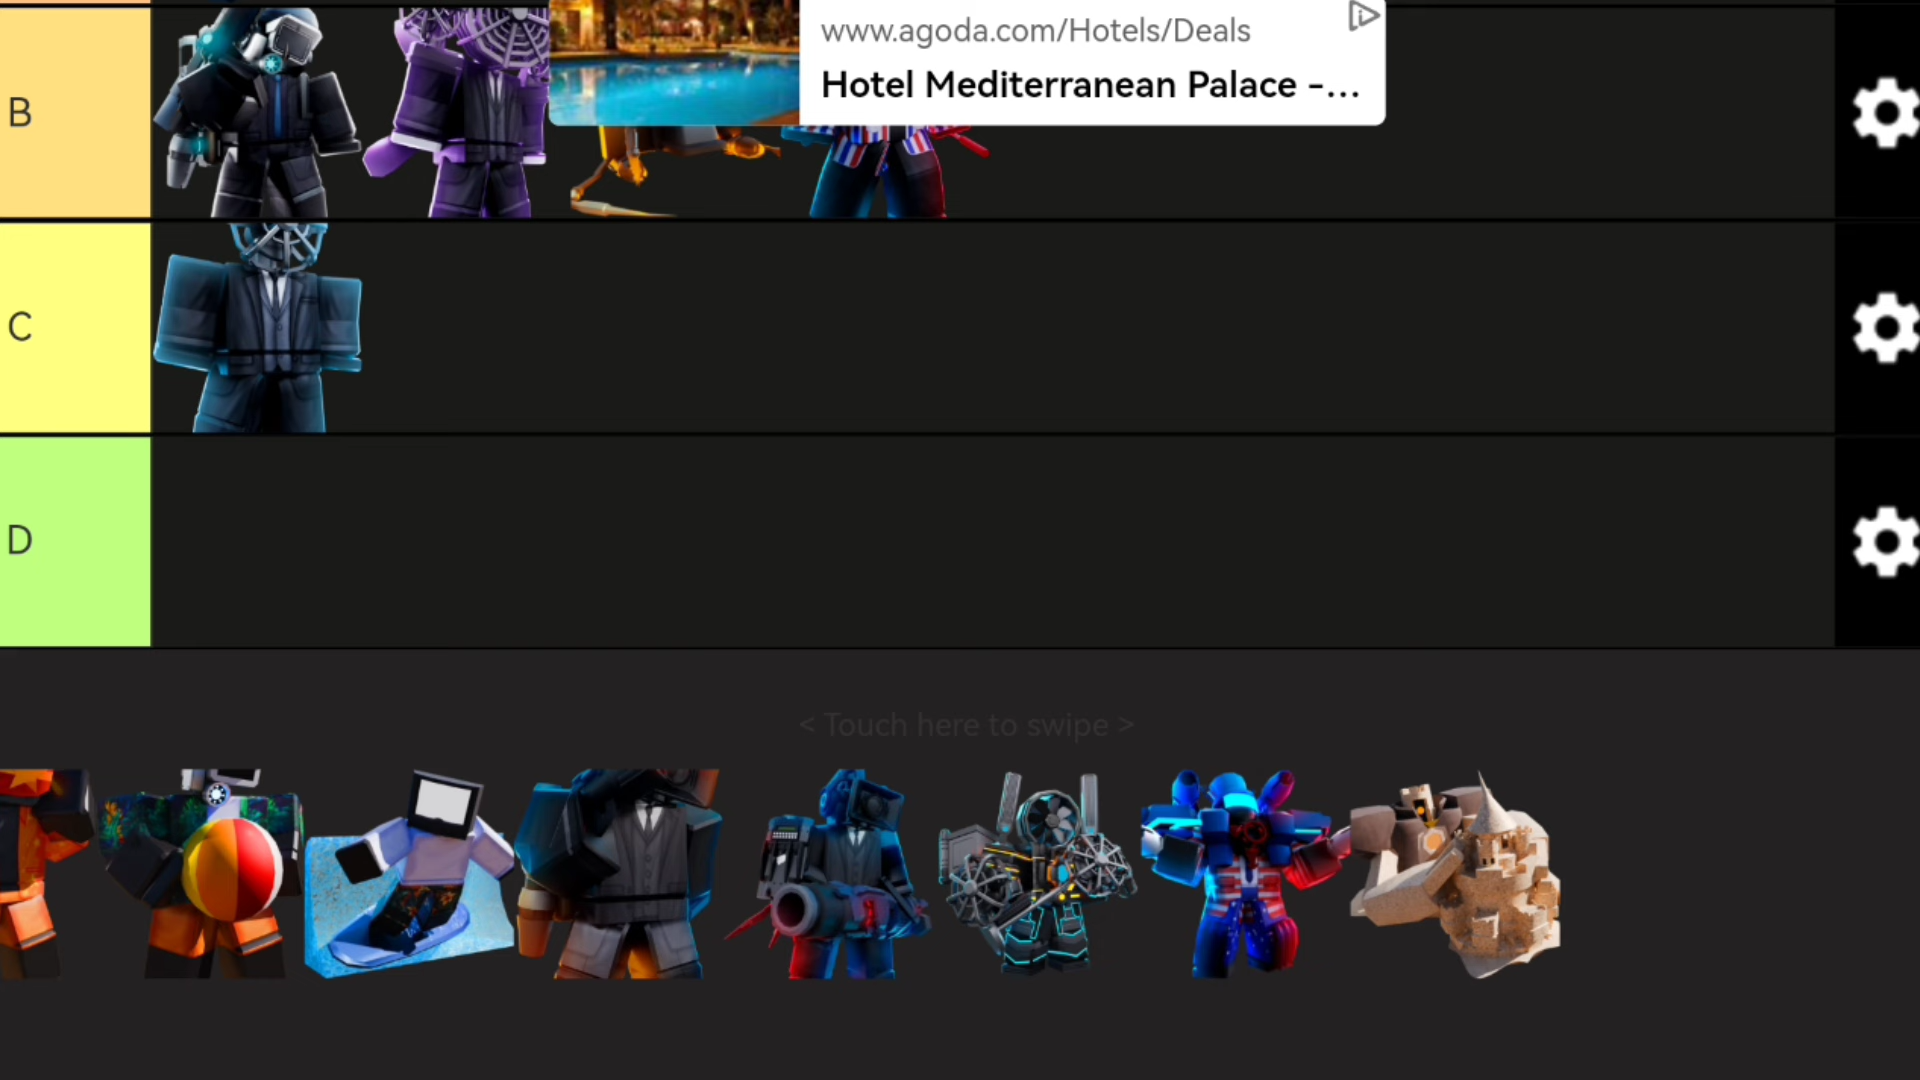 www.agoda.com/Hotels/Deals
Hotel Mediterranean Palace -...
B
C
D
< Touch here to swipe >